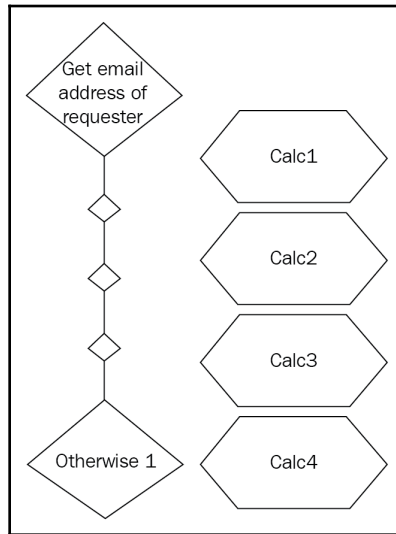 Get email
address of
requester
Calc1
Calc2
Calc3
Otherwise 1
Calc4